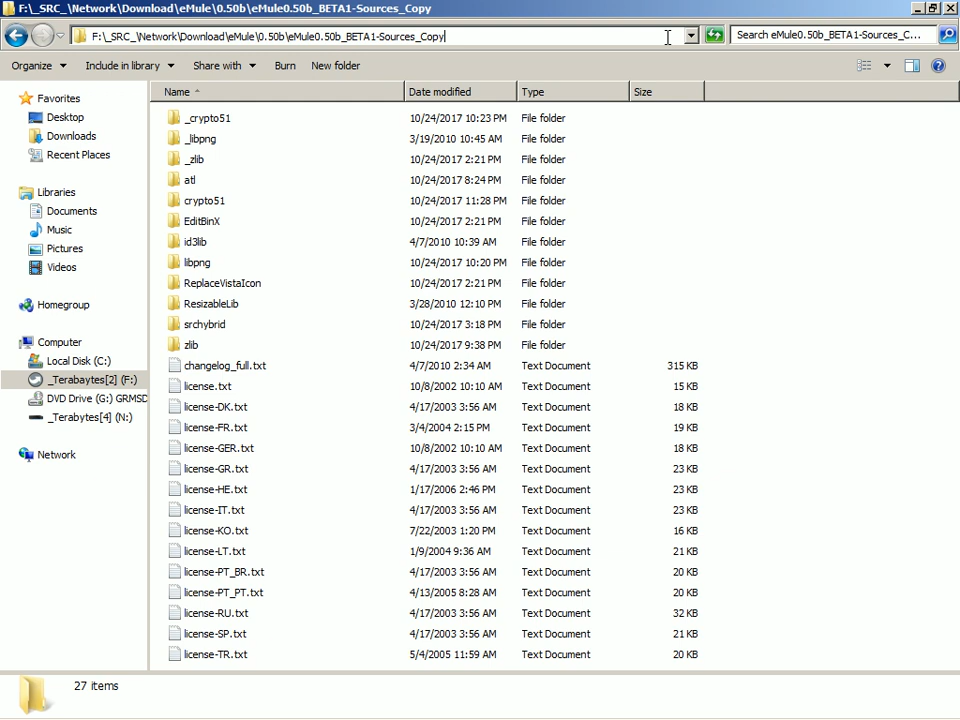 F:\_SRC_\Network\Download\eMule\0.50b\eMule0.50b_BETA1-Sources_Copy
F:\_SRC_\Network\Download\eMule\0.50b\eMule0.50b_BETA1-Sources_Copy
Search eMule0.50b_BETA1-Sources_C...
Organize Include in library Share with Burn New folder
Name Date modified Type Size
Favorites
Desktop
Downloads
Recent Places
Libraries
Documents
Music
Pictures
Videos
Homegroup
Computer
Local Disk (C:)
_Terabaytes[2] (F:)
DVD Drive (G:) GRMSD
_Terabytes[4] (N:)
Network
_crypto51 10/24/2017 10:23 PM File folder
_libpng 3/19/2010 10:45 AM File folder
_zlib 10/24/2017 2:21 PM File folder
atl 10/24/2017 8:24 PM File folder
crypto51 10/24/2017 11:28 PM File folder
EditBinX 10/24/2017 2:21 PM File folder
id3lib 4/7/2010 10:39 AM File folder
libpng 10/24/2017 10:20 PM File folder
ReplaceVistaIcon 10/24/2017 2:21 PM File folder
ResizableLib 3/28/2010 12:10 PM File folder
srchybrid 10/24/2017 3:18 PM File folder
zlib 10/24/2017 9:38 PM File folder
changelog_full.txt 4/7/2010 2:34 AM Text Document 315 KB
license.txt 10/8/2002 10:10 AM Text Document 15 KB
license-DK.txt 4/17/2003 3:56 AM Text Document 18 KB
license-FR.txt 3/4/2004 2:15 PM Text Document 19 KB
license-GER.txt 10/8/2002 10:10 AM Text Document 18 KB
license-GR.txt 4/17/2003 3:56 AM Text Document 23 KB
license-HE.txt 1/17/2006 2:46 PM Text Document 23 KB
license-IT.txt 4/17/2003 3:56 AM Text Document 23 KB
license-KO.txt 7/22/2003 1:20 PM Text Document 16 KB
license-LT.txt 1/9/2004 9:36 AM Text Document 21 KB
license-PT_BR.txt 4/17/2003 3:56 AM Text Document 20 KB
license-PT_PT.txt 4/13/2005 8:28 AM Text Document 20 KB
license-RU.txt 4/17/2003 3:56 AM Text Document 32 KB
license-SP.txt 4/17/2003 3:56 AM Text Document 21 KB
license-TR.txt 5/4/2005 11:59 AM Text Document 20 KB
27 items